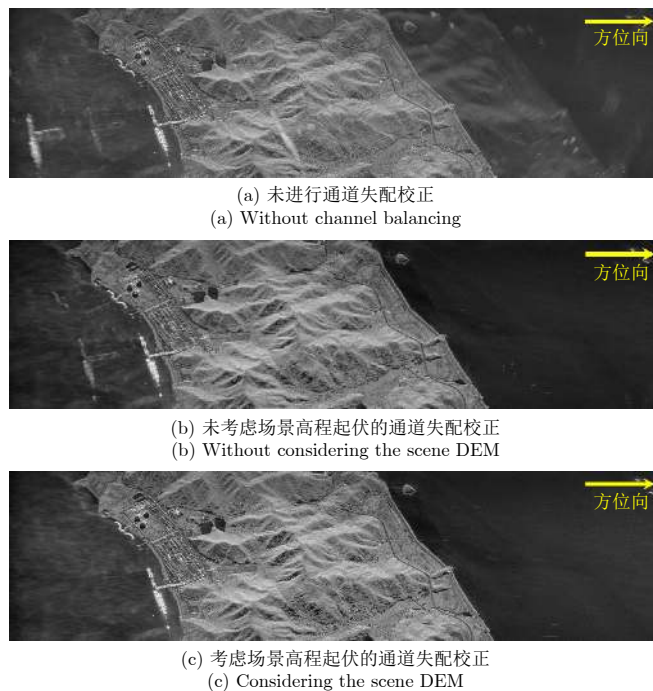 方位向
(a) 未进行通道失配校正
(a) Without channel balancing
方位向
(b) 未考虑场景高程起伏的通道失配校正
(b) Without considering the scene DEM
方位向
(c) 考虑场景高程起伏的通道失配校正
(c) Considering the scene DEM